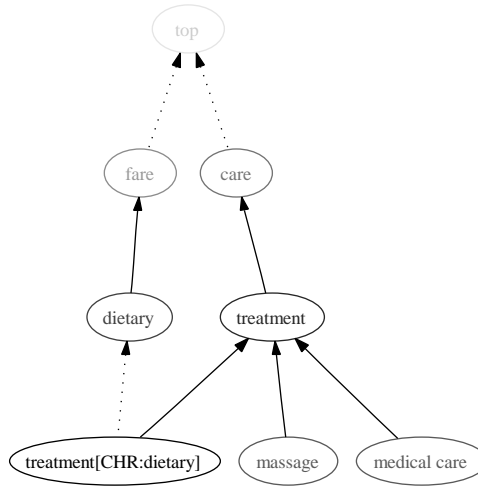 top
fare
care
dietary
treatment
treatment[CHR:dietary]
massage
medical care